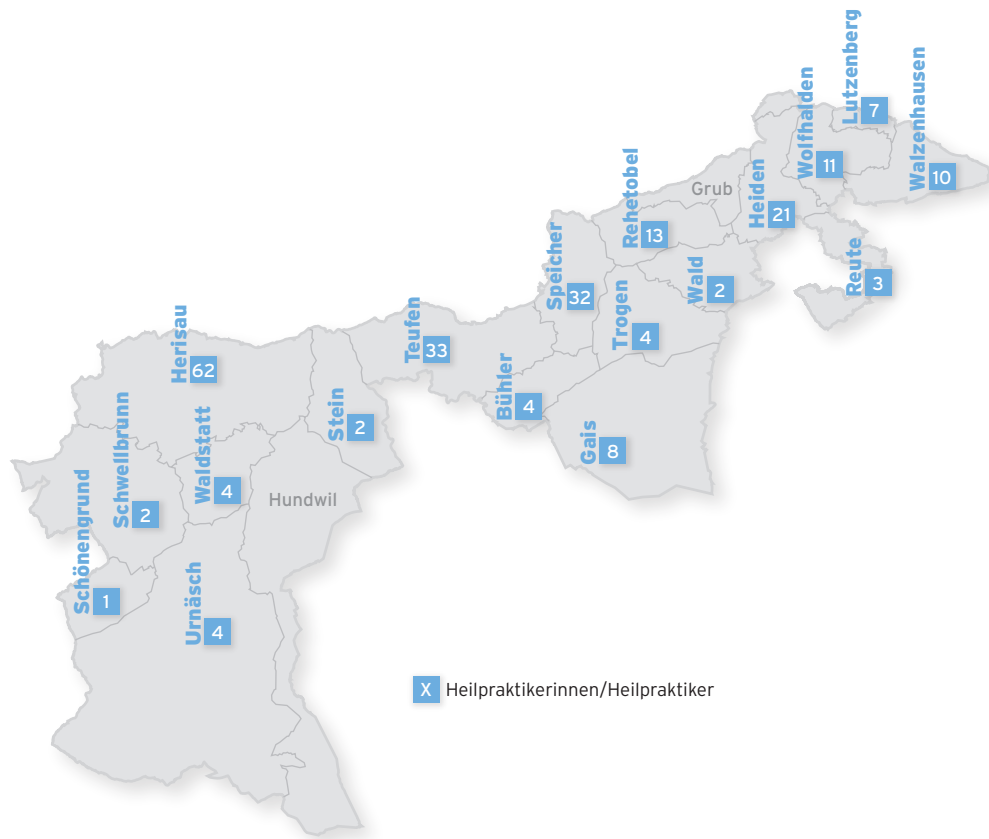 Lutzenberg
7
Wolfhalden
11
Walzenhausen
10
Grub
Heiden
21
Rehetobel
13
Speicher
32
Wald
2
Reute
3
Trogen
4
Teufen
33
Herisau
62
Bühler
4
Stein
2
Gais
8
Schwellbrunn
2
Waldstatt
4
Hundwil
Schönengrund
1
Urnäsch
4
X Heilpraktikerinnen/Heilpraktiker